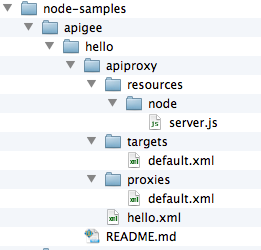 node-samples
apigee
hello
apiproxy
resources
node
server.js
targets
default.xml
proxies
default.xml
hello.xml
README.md